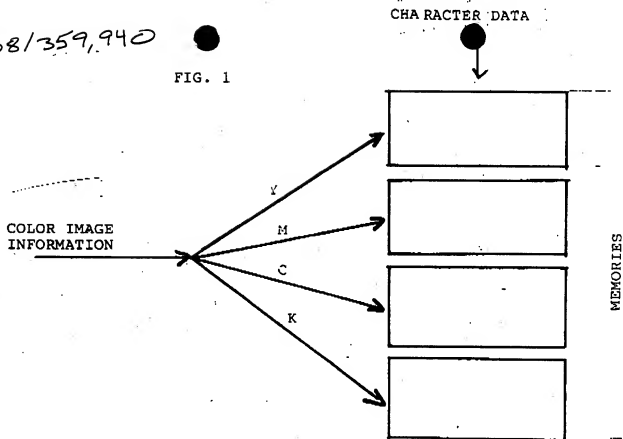 CHARACTER DATA
8/359,940
FIG. 1
Y
M
COLOR IMAGE
INFORMATION
C
K
MEMORIES